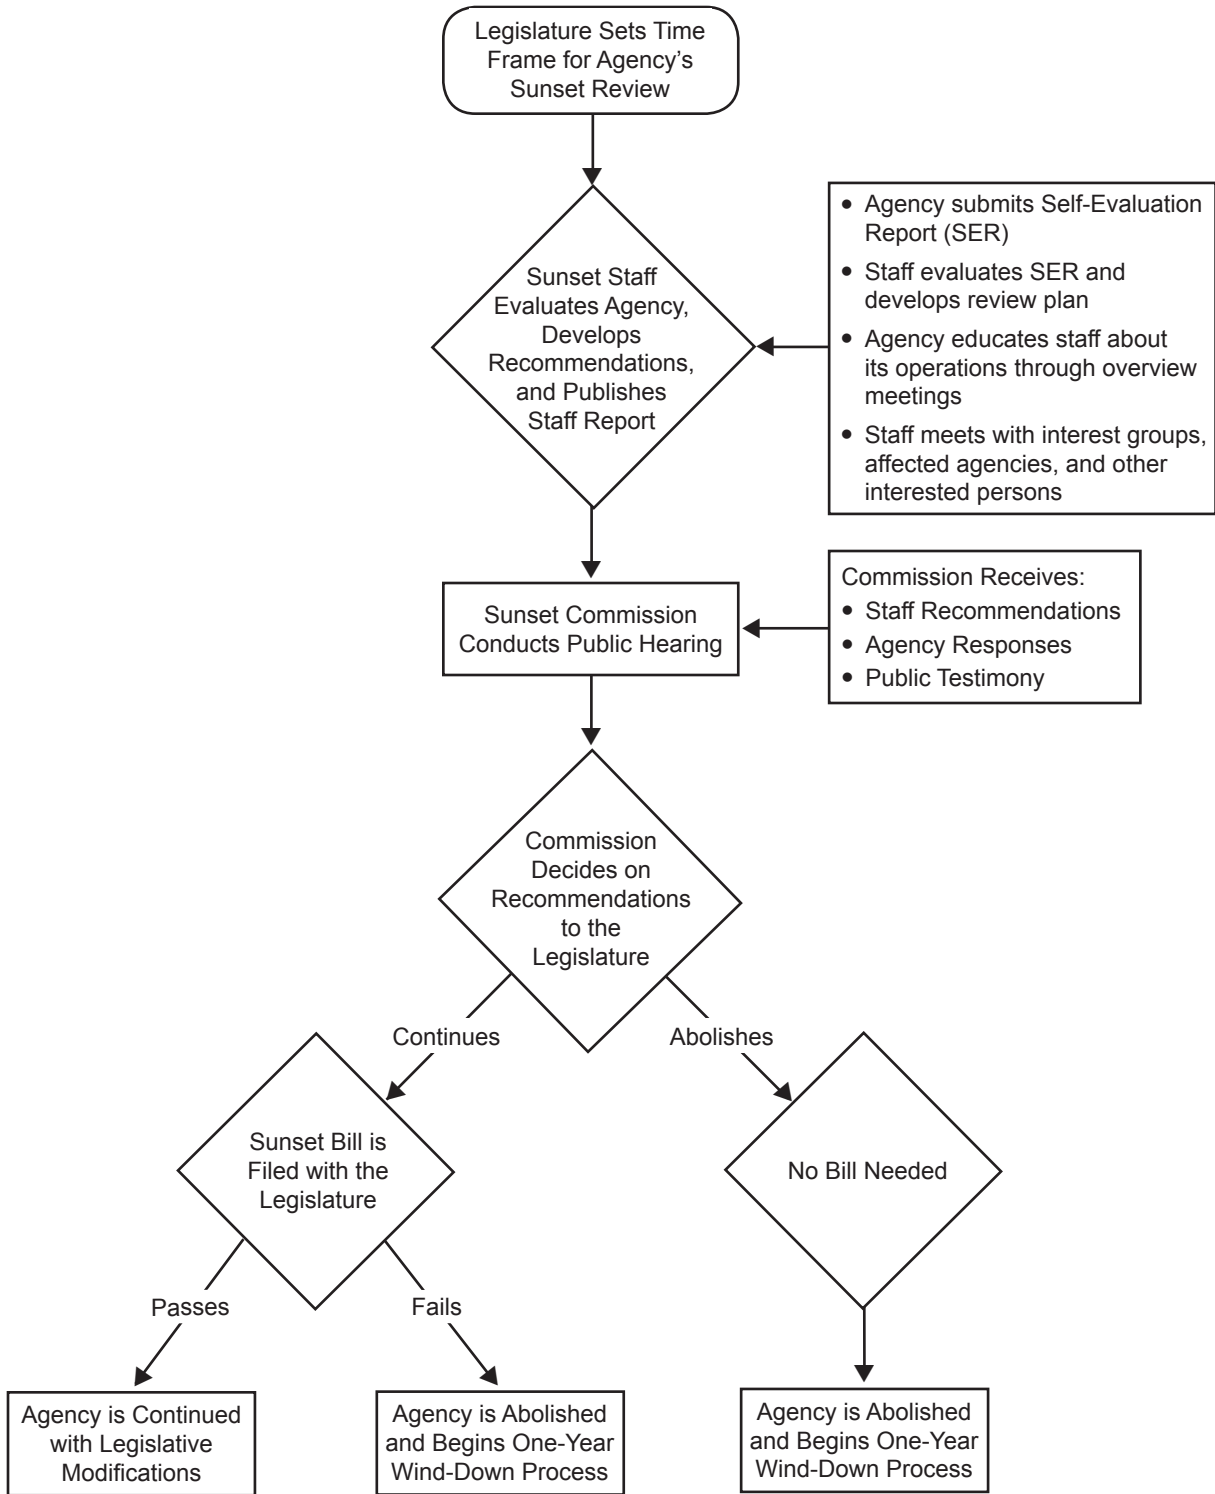 Legislature Sets Time
Frame for Agency's
Sunset Review
Sunset Staff
Evaluates Agency,
Develops
Recommendations,
and Publishes
Staff Report
• Agency submits Self-Evaluation
Report (SER)
• Staff evaluates SER and
develops review plan
• Agency educates staff about
its operations through overview
meetings
• Staff meets with interest groups,
affected agencies, and other
interested persons
Sunset Commission
Conducts Public Hearing
Commission Receives:
• Staff Recommendations
• Agency Responses
• Public Testimony
Commission
Decides on
Recommendations
to the
Legislature
Continues
Abolishes
Sunset Bill is
Filed with the
Legislature
No Bill Needed
Passes
Fails
Agency is Continued
with Legislative
Modifications
Agency is Abolished
and Begins One-Year
Wind-Down Process
Agency is Abolished
and Begins One-Year
Wind-Down Process